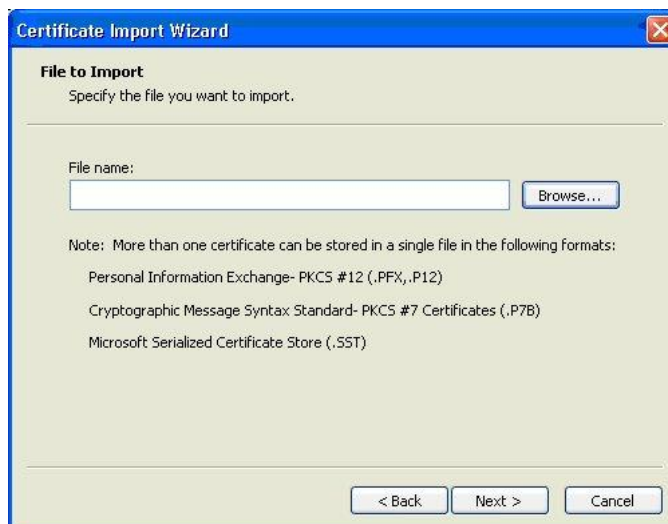 Certificate Import Wizard
File to Import
Specify the file you want to import.
File name:
Browse...
Note: More than one certificate can be stored in a single file in the following formats:
Personal Information Exchange- PKCS #12 (.PFX,.P12)
Cryptographic Message Syntax Standard- PKCS #7 Certificates (.P7B)
Microsoft Serialized Certificate Store (.SST)
< Back Next > Cancel